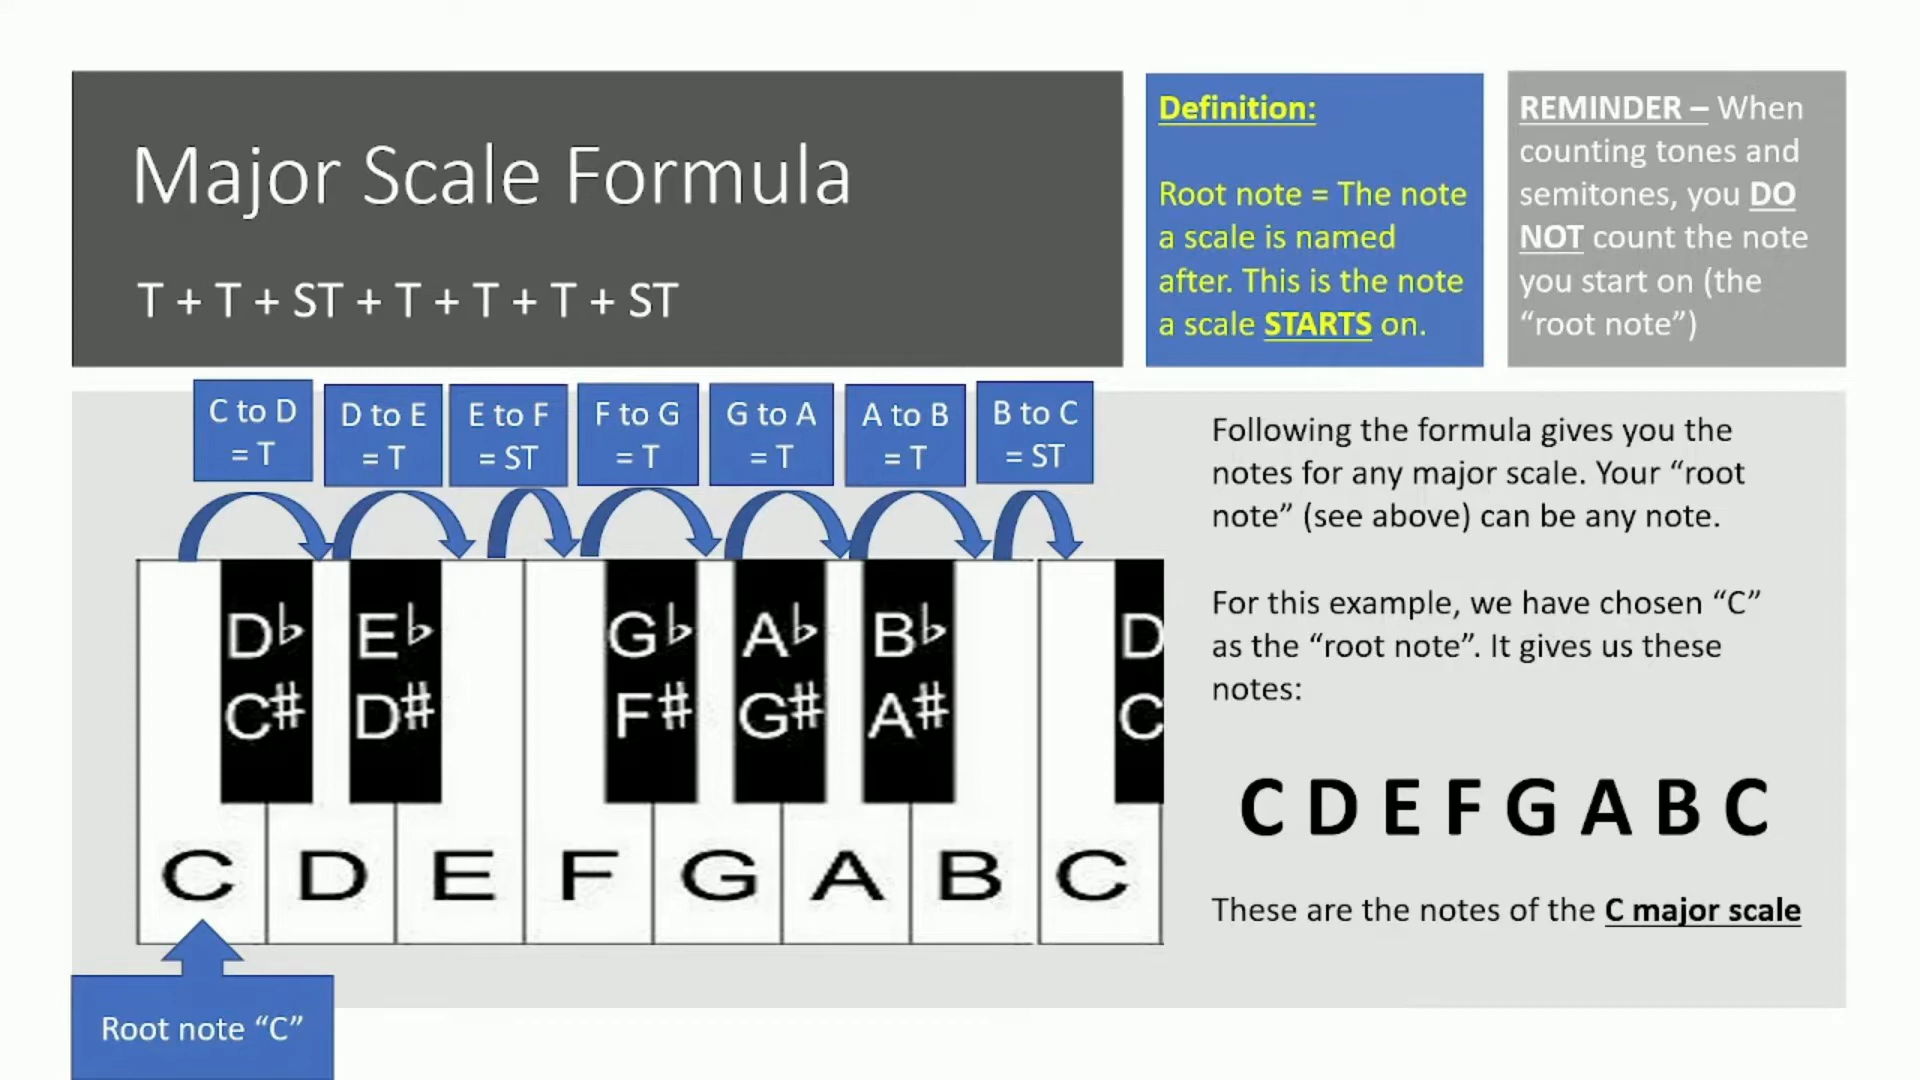 Major Scale Formula
T + T + ST + T + T + T + ST
Definition:
Root note = The note
a scale is named
after. This is the note
a scale STARTS on.
REMINDER – When
counting tones and
semitones, you DO
NOT count the note
you start on (the
“root note”)
C to D
= T
D to E
= T
E to F
= ST
F to G
= T
G to A
= T
A to B
= T
B to C
= ST
D♭
C#
E♭
D#
G♭
F#
A♭
G#
B♭
A#
D
C
C D E F G A B C
Root note “C”
Following the formula gives you the
notes for any major scale. Your “root
note” (see above) can be any note.
For this example, we have chosen “C”
as the “root note”. It gives us these
notes:
C D E F G A B C
These are the notes of the C major scale